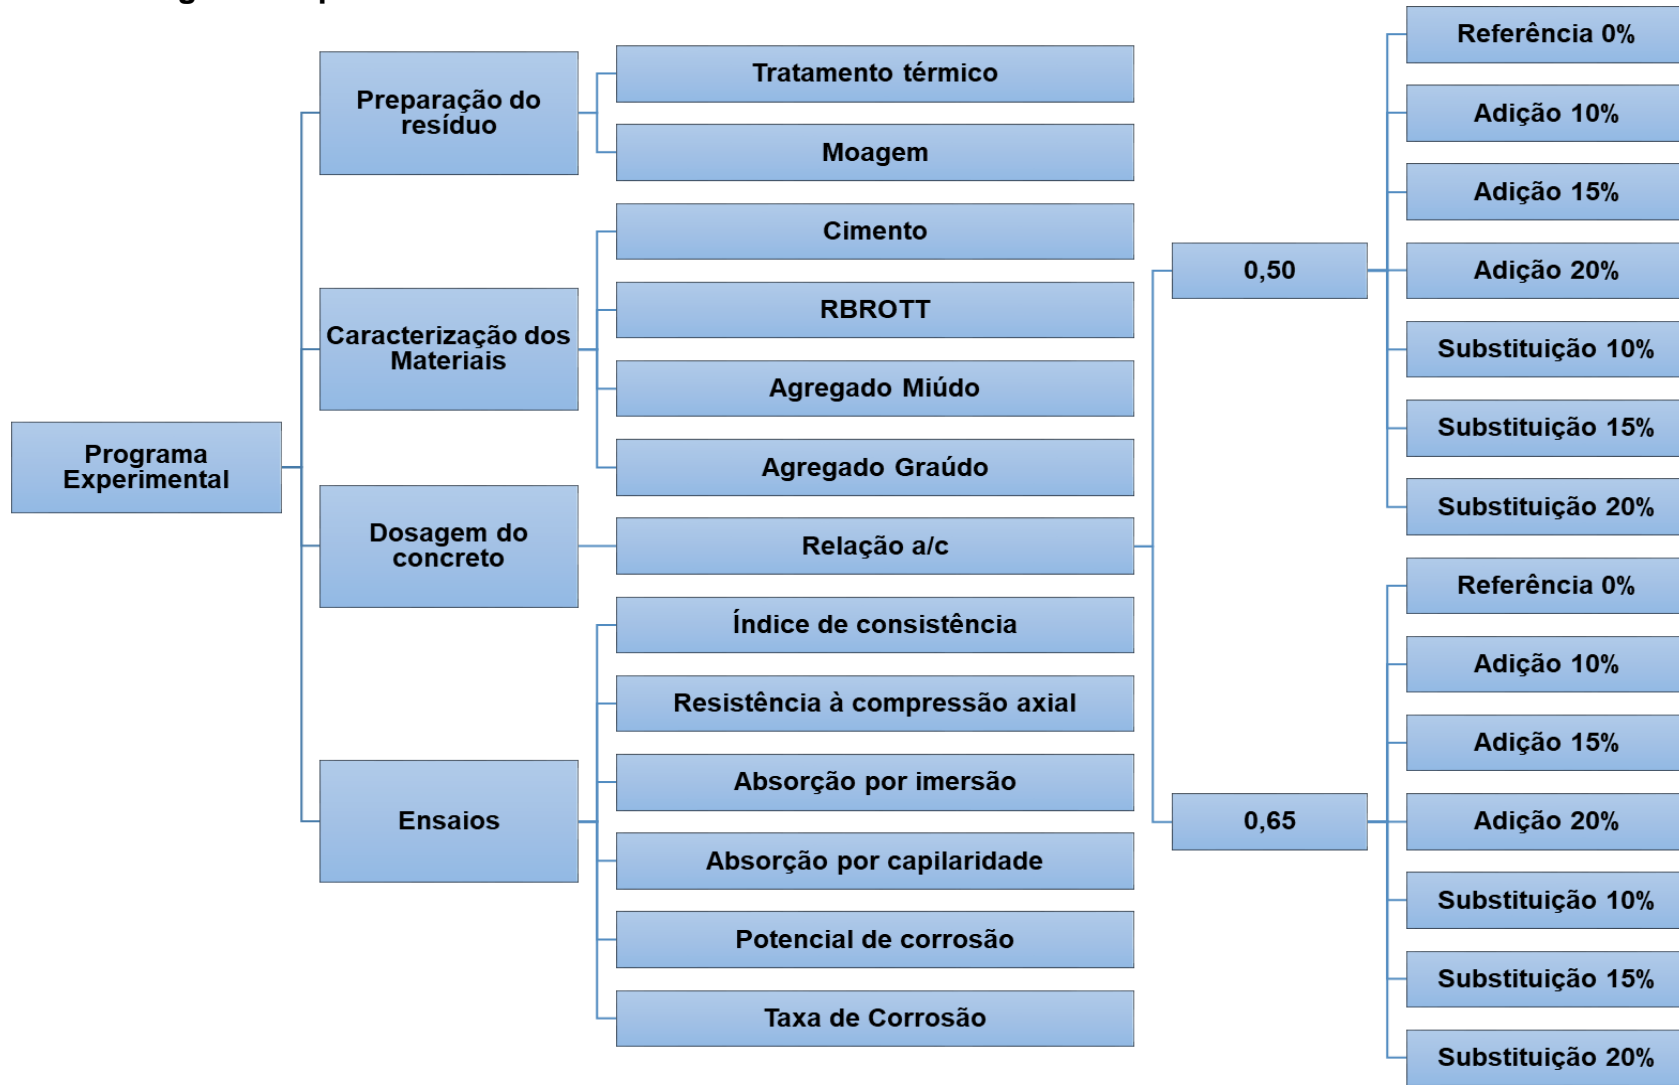 Programa
Experimental
Preparação do
resíduo
Tratamento térmico
Moagem
Caracterização dos
Materiais
Cimento
RBROTT
Agregado Miúdo
Agregado Graúdo
Dosagem do
concreto
Relação a/c
0,50
Referência 0%
Adição 10%
Adição 15%
Adição 20%
Substituição 10%
Substituição 15%
Substituição 20%
0,65
Referência 0%
Adição 10%
Adição 15%
Adição 20%
Substituição 10%
Substituição 15%
Substituição 20%
Ensaios
Índice de consistência
Resistência à compressão axial
Absorção por imersão
Absorção por capilaridade
Potencial de corrosão
Taxa de Corrosão